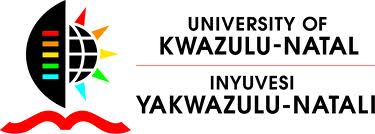 UNIVERSITY OF
KWAZULU-NATAL
INYUVESI
YAKWAZULU-NATALI